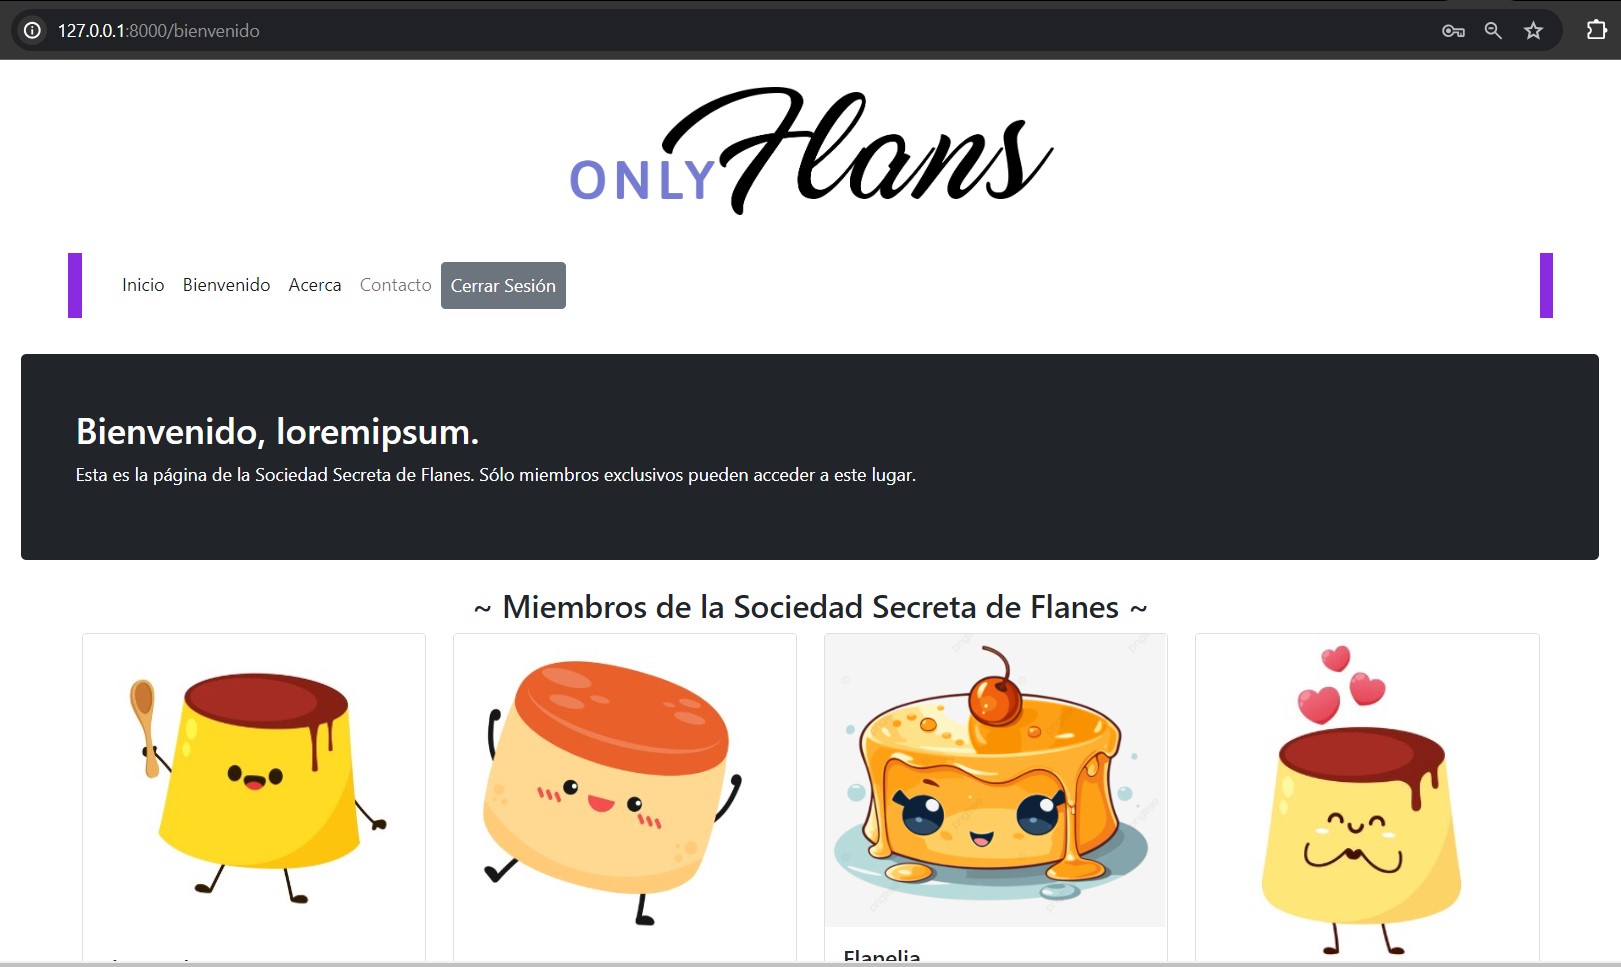 127.0.0.1:8000/bienvenido
ONLY Flans
Inicio Bienvenido Acerca Contacto Cerrar Sesión
Bienvenido, loremipsum.
Esta es la página de la Sociedad Secreta de Flanes. Sólo miembros exclusivos pueden acceder a este lugar.
~ Miembros de la Sociedad Secreta de Flanes ~
Flanelia